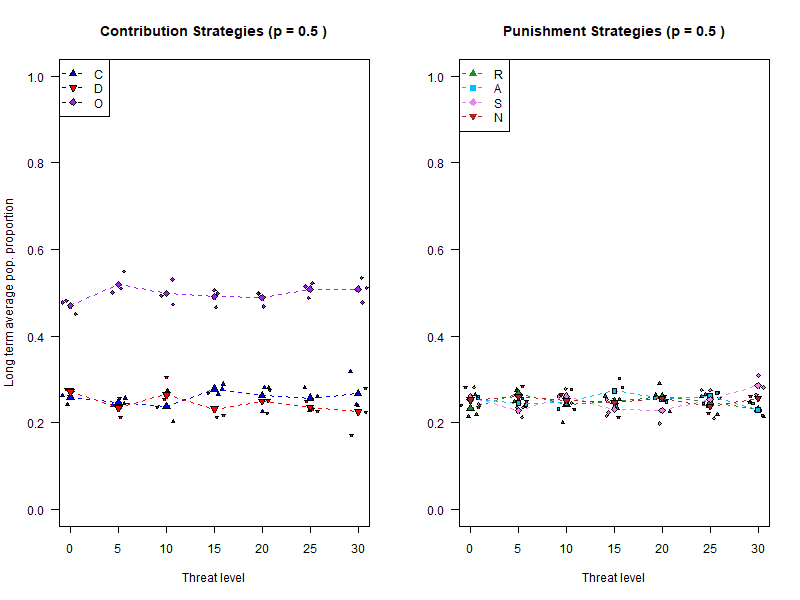 Contribution Strategies (p = 0.5 )
Long term average pop. proportion
1.0
0.8
0.6
0.4
0.2
0.0
C
D
O
0 5 10 15 20 25 30
Threat level
Punishment Strategies (p = 0.5 )
1.0
0.8
0.6
0.4
0.2
0.0
R
A
S
N
0 5 10 15 20 25 30
Threat level